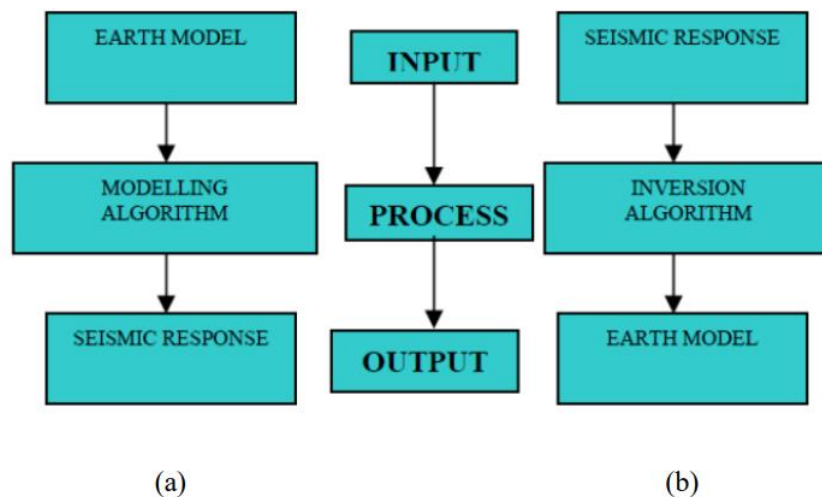 EARTH MODEL
MODELLING
ALGORITHM
SEISMIC RESPONSE
INPUT
PROCESS
OUTPUT
SEISMIC RESPONSE
INVERSION
ALGORITHM
EARTH MODEL
(a)
(b)